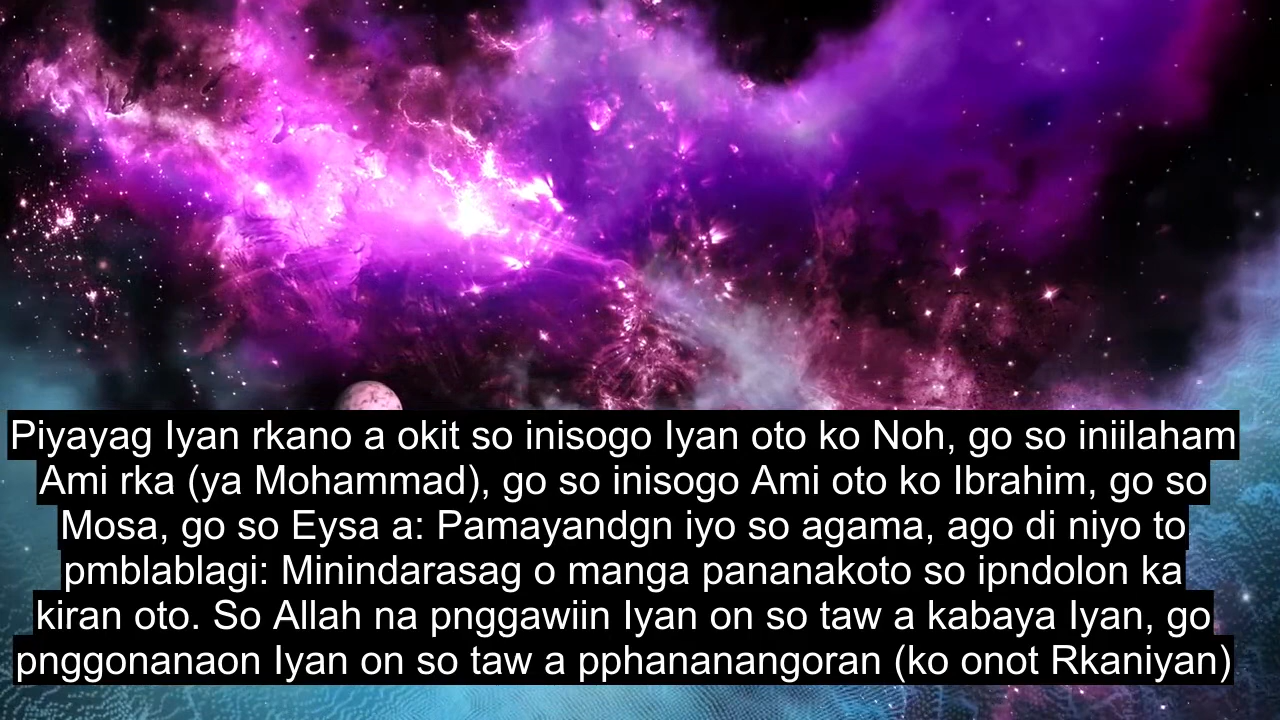 Piyayag Iyan rkano a okit so inisogo Iyan oto ko Noh, go so iniilaham
Ami rka (ya Mohammad), go so inisogo Ami oto ko Ibrahim, go so
Mosa, go so Eysa a: Pamayandgn iyo so agama, ago di niyo to
pmblablagi: Minindarasag o manga pananakoto so ipndolon ka
kiran oto. So Allah na pnggawiin Iyan on so taw a kabaya Iyan, go
pnggonanaon Iyan on so taw a pphananangoran (ko onot Rkaniyan)